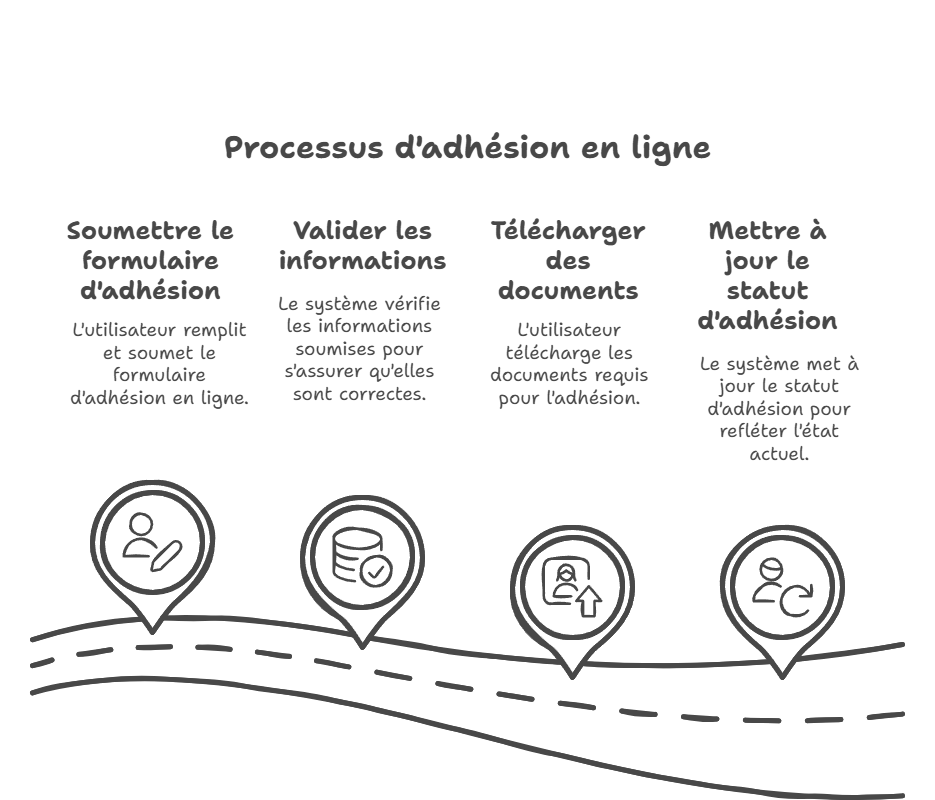 Processus d'adhésion en ligne
Soumettre le
formulaire
d'adhésion
L'utilisateur remplit
et soumet le
formulaire
d'adhésion en ligne.
Valider les
informations
Le système vérifie
les informations
soumises pour
s'assurer qu'elles
sont correctes.
Télécharger
des
documents
L'utilisateur
télécharge les
documents requis
pour l'adhésion.
Mettre à
jour le
statut
d'adhésion
Le système met à
jour le statut
d'adhésion pour
refléter l'état
actuel.